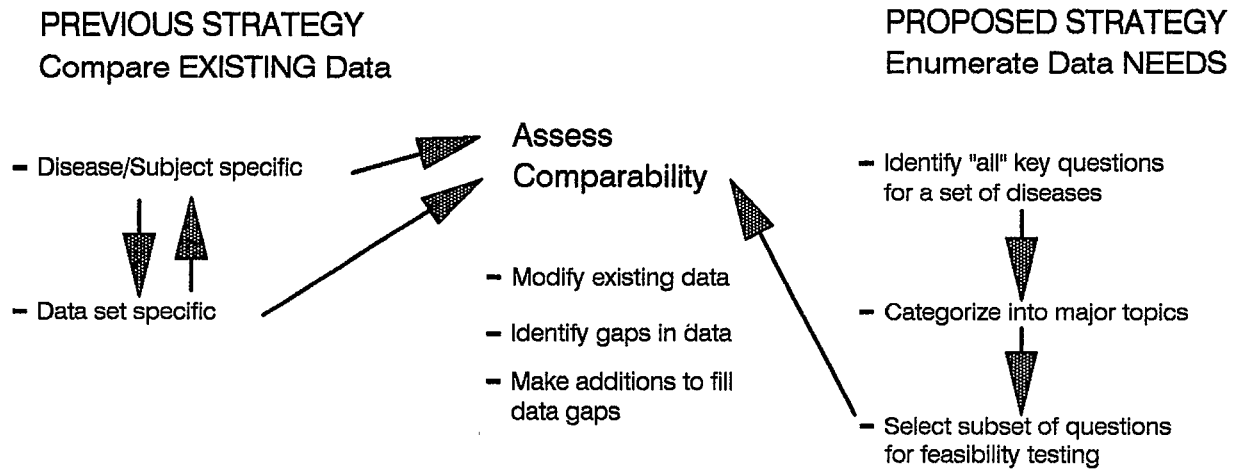 PREVIOUS STRATEGY
Compare EXISTING Data
– Disease/Subject specific
– Data set specific
Assess
Comparability
– Modify existing data
– Identify gaps in data
– Make additions to fill
data gaps
PROPOSED STRATEGY
Enumerate Data NEEDS
– Identify "all" key questions
for a set of diseases
– Categorize into major topics
– Select subset of questions
for feasibility testing